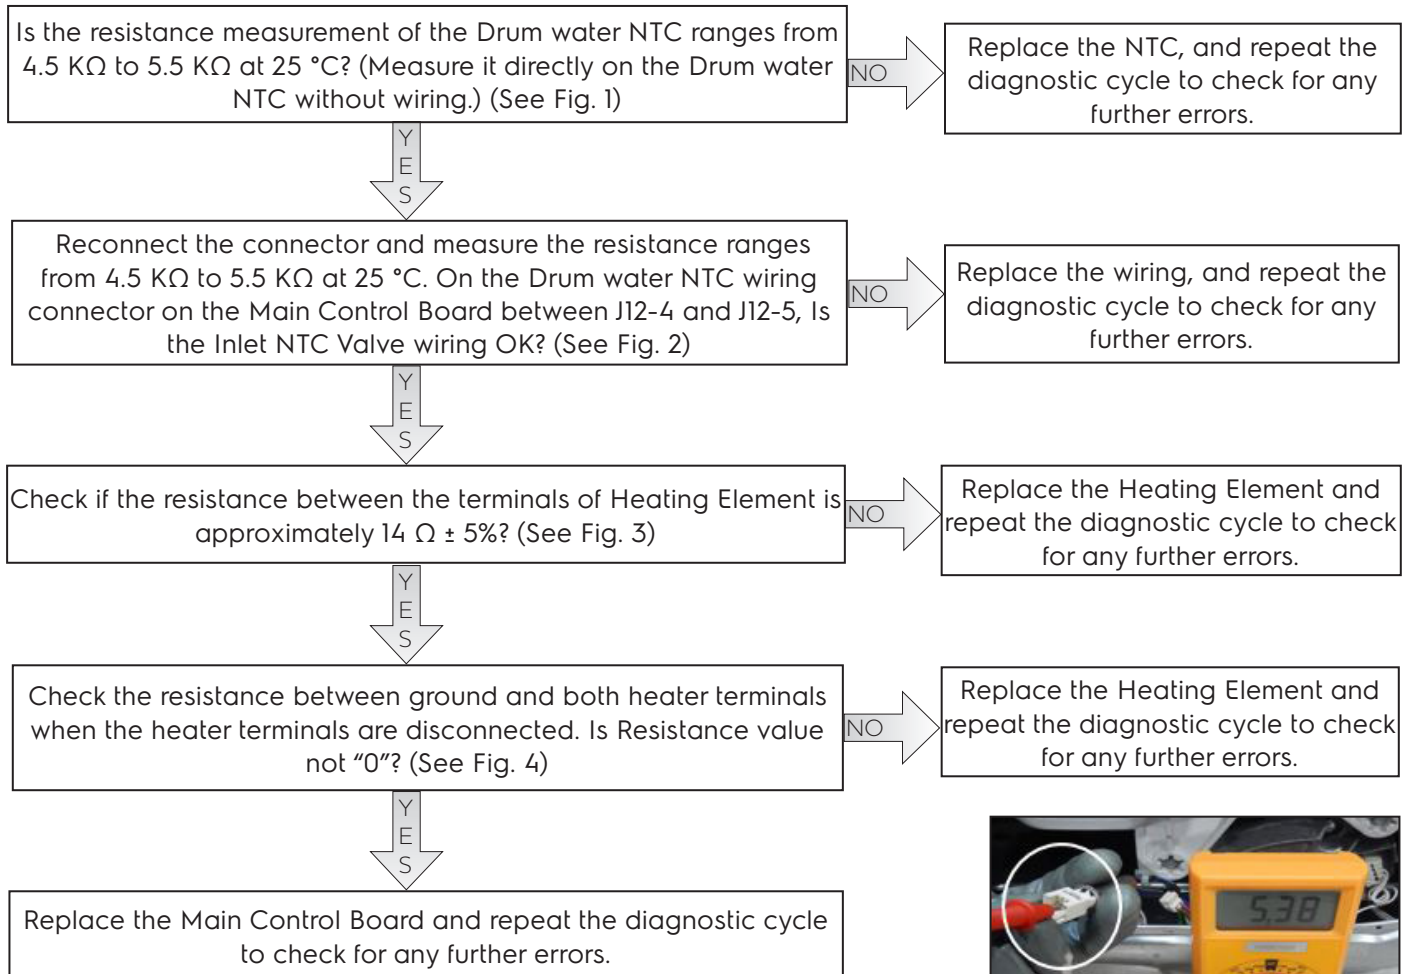 Is the resistance measurement of the Drum water NTC ranges from
4.5 KΩ to 5.5 KΩ at 25 °C? (Measure it directly on the Drum water
NTC without wiring.) (See Fig. 1)
NO
Replace the NTC, and repeat the
diagnostic cycle to check for any
further errors.
Y
E
S
Reconnect the connector and measure the resistance ranges
from 4.5 KΩ to 5.5 KΩ at 25 °C. On the Drum water NTC wiring
connector on the Main Control Board between J12-4 and J12-5, Is
the Inlet NTC Valve wiring OK? (See Fig. 2)
NO
Replace the wiring, and repeat the
diagnostic cycle to check for any
further errors.
Y
E
S
Check if the resistance between the terminals of Heating Element is
approximately 14 Ω ± 5%? (See Fig. 3)
NO
Replace the Heating Element and
repeat the diagnostic cycle to check
for any further errors.
Y
E
S
Check the resistance between ground and both heater terminals
when the heater terminals are disconnected. Is Resistance value
not “0”? (See Fig. 4)
NO
Replace the Heating Element and
repeat the diagnostic cycle to check
for any further errors.
Y
E
S
Replace the Main Control Board and repeat the diagnostic cycle
to check for any further errors.
5.38